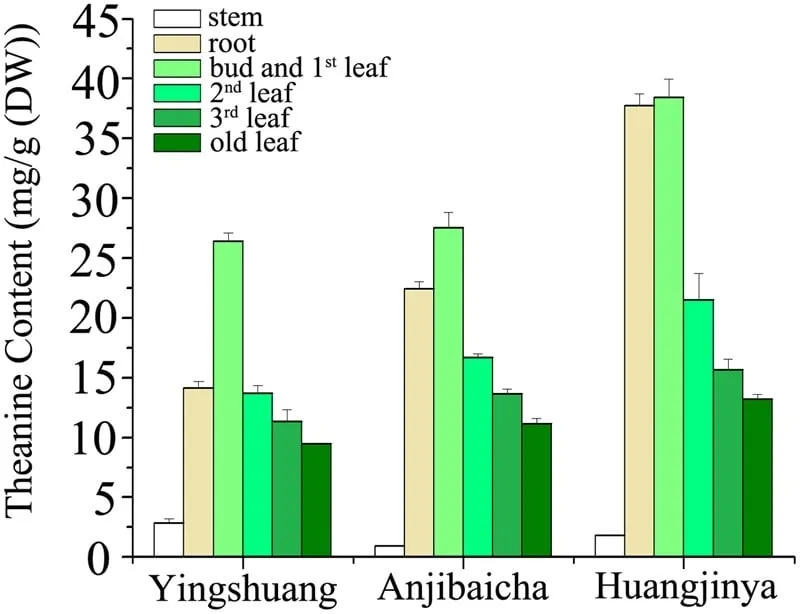 Theanine Content (mg/g (DW))
45
40
35
30
25
20
15
10
5
0
stem
root
bud and 1st leaf
2nd leaf
3rd leaf
old leaf
Yingshuang Anjibaicha Huangjinya